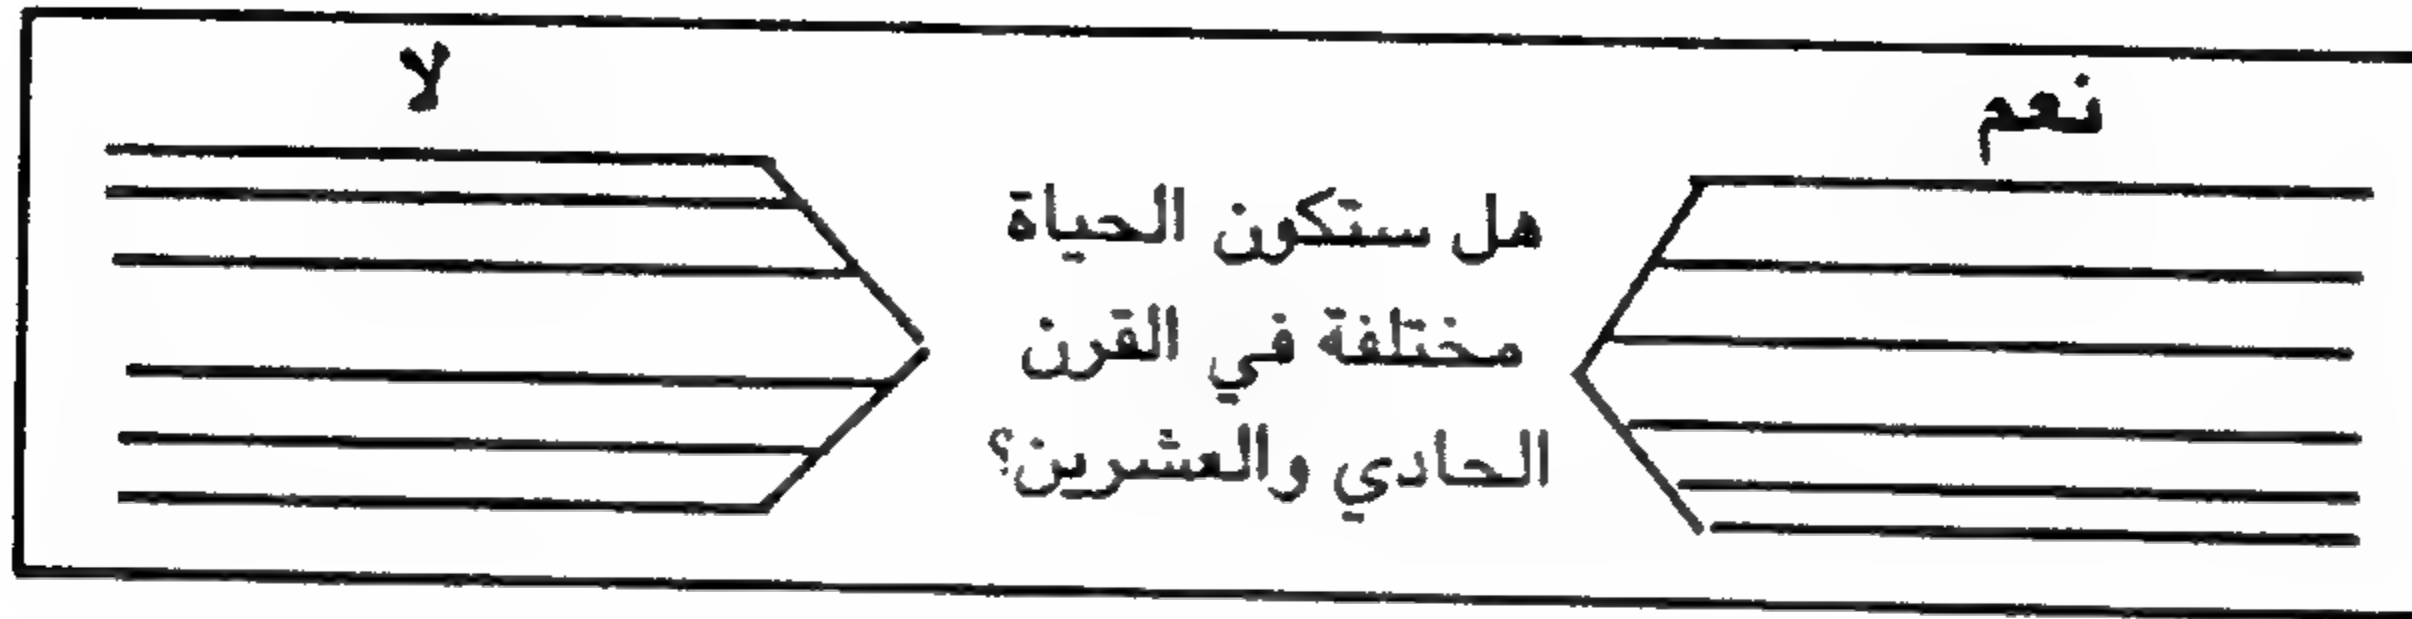 نعم
لا
هل ستكون الحياة
مختلفة في القرن
الحادي والعشرين؟